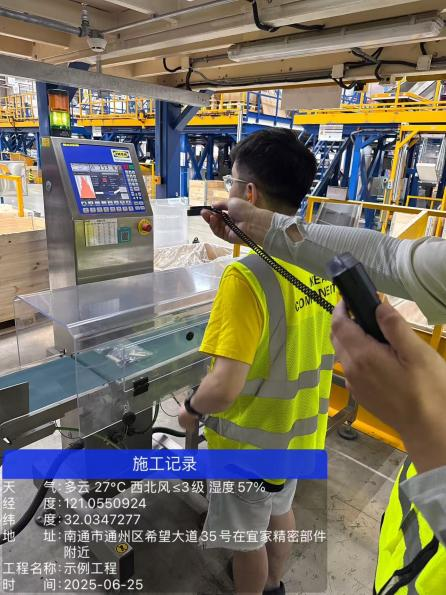 IKEA
COMPONENTS
施工记录
天 气:多云 27°C 西北风≤3级 湿度57%
经 度:121.0550924
纬 度:32.0347277
地 址:南通市通州区希望大道35号在宜家精密部件
附近
工程名称:示例工程
时 间:2025-06-25